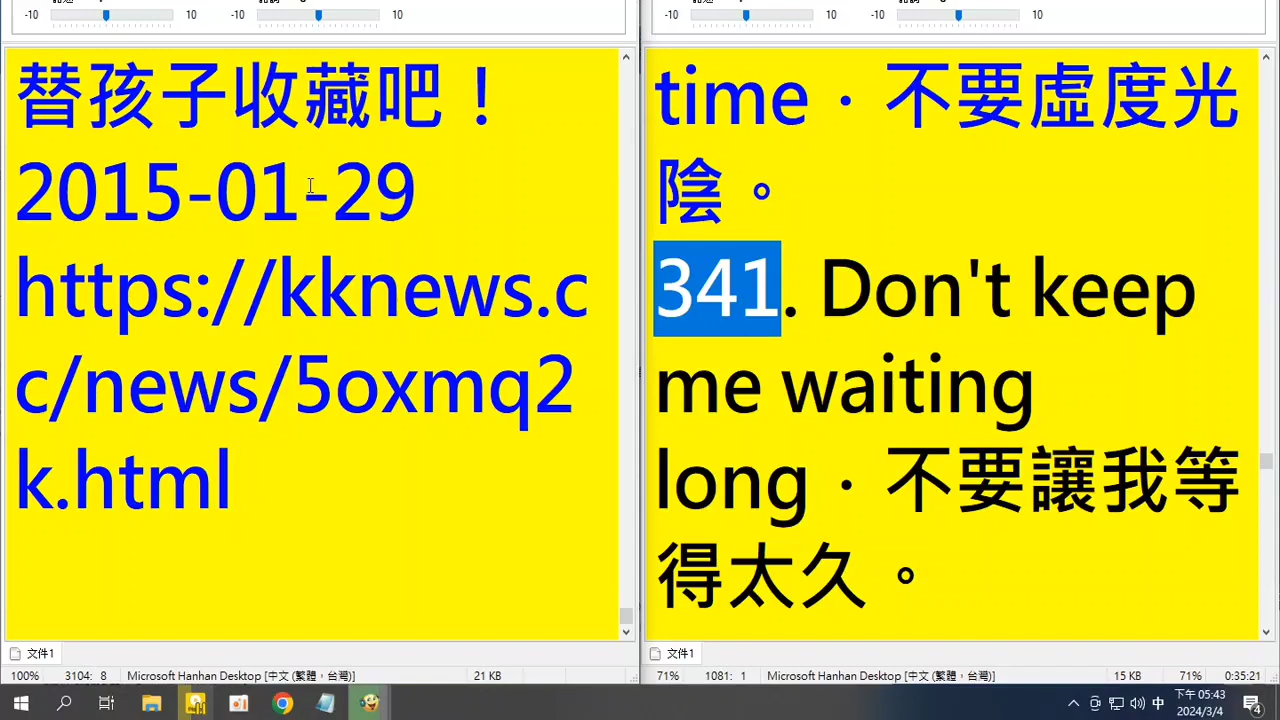 -10 10 -10 10
-10 10 -10 10
替孩子收藏吧！
2015-01-29
https://kknews.c
c/news/5oxmq2
k.html
time．不要虛度光
陰。
341. Don't keep
me waiting
long．不要讓我等
得太久。
文件1
文件1
100% 3104: 8 Microsoft Hanhan Desktop [中文 (繁體，台灣)] 21 KB
71% 1081: 1 Microsoft Hanhan Desktop [中文 (繁體，台灣)] 15 KB 71% 0:35:21
中
下午 05:43
2024/3/4
4